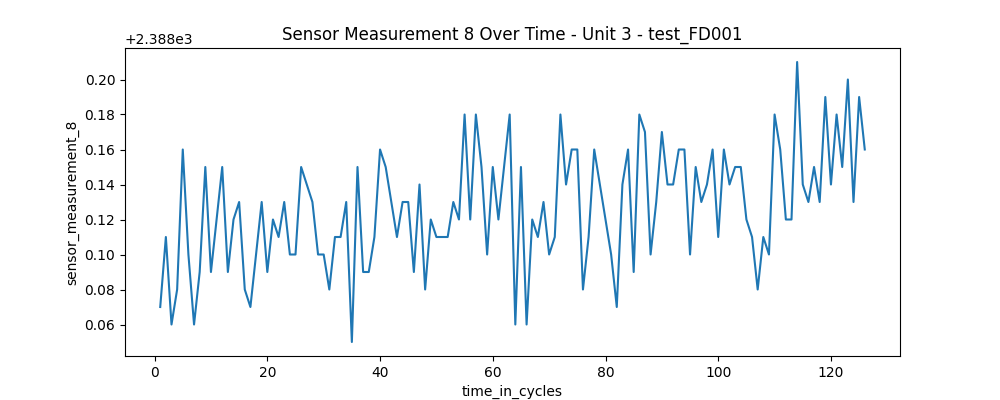 Sensor Measurement 8 Over Time - Unit 3 - test_FD001
+2.388e3
0.20
0.18
0.16
0.14
0.12
0.10
0.08
0.06
sensor_measurement_8
0 20 40 60 80 100 120
time_in_cycles